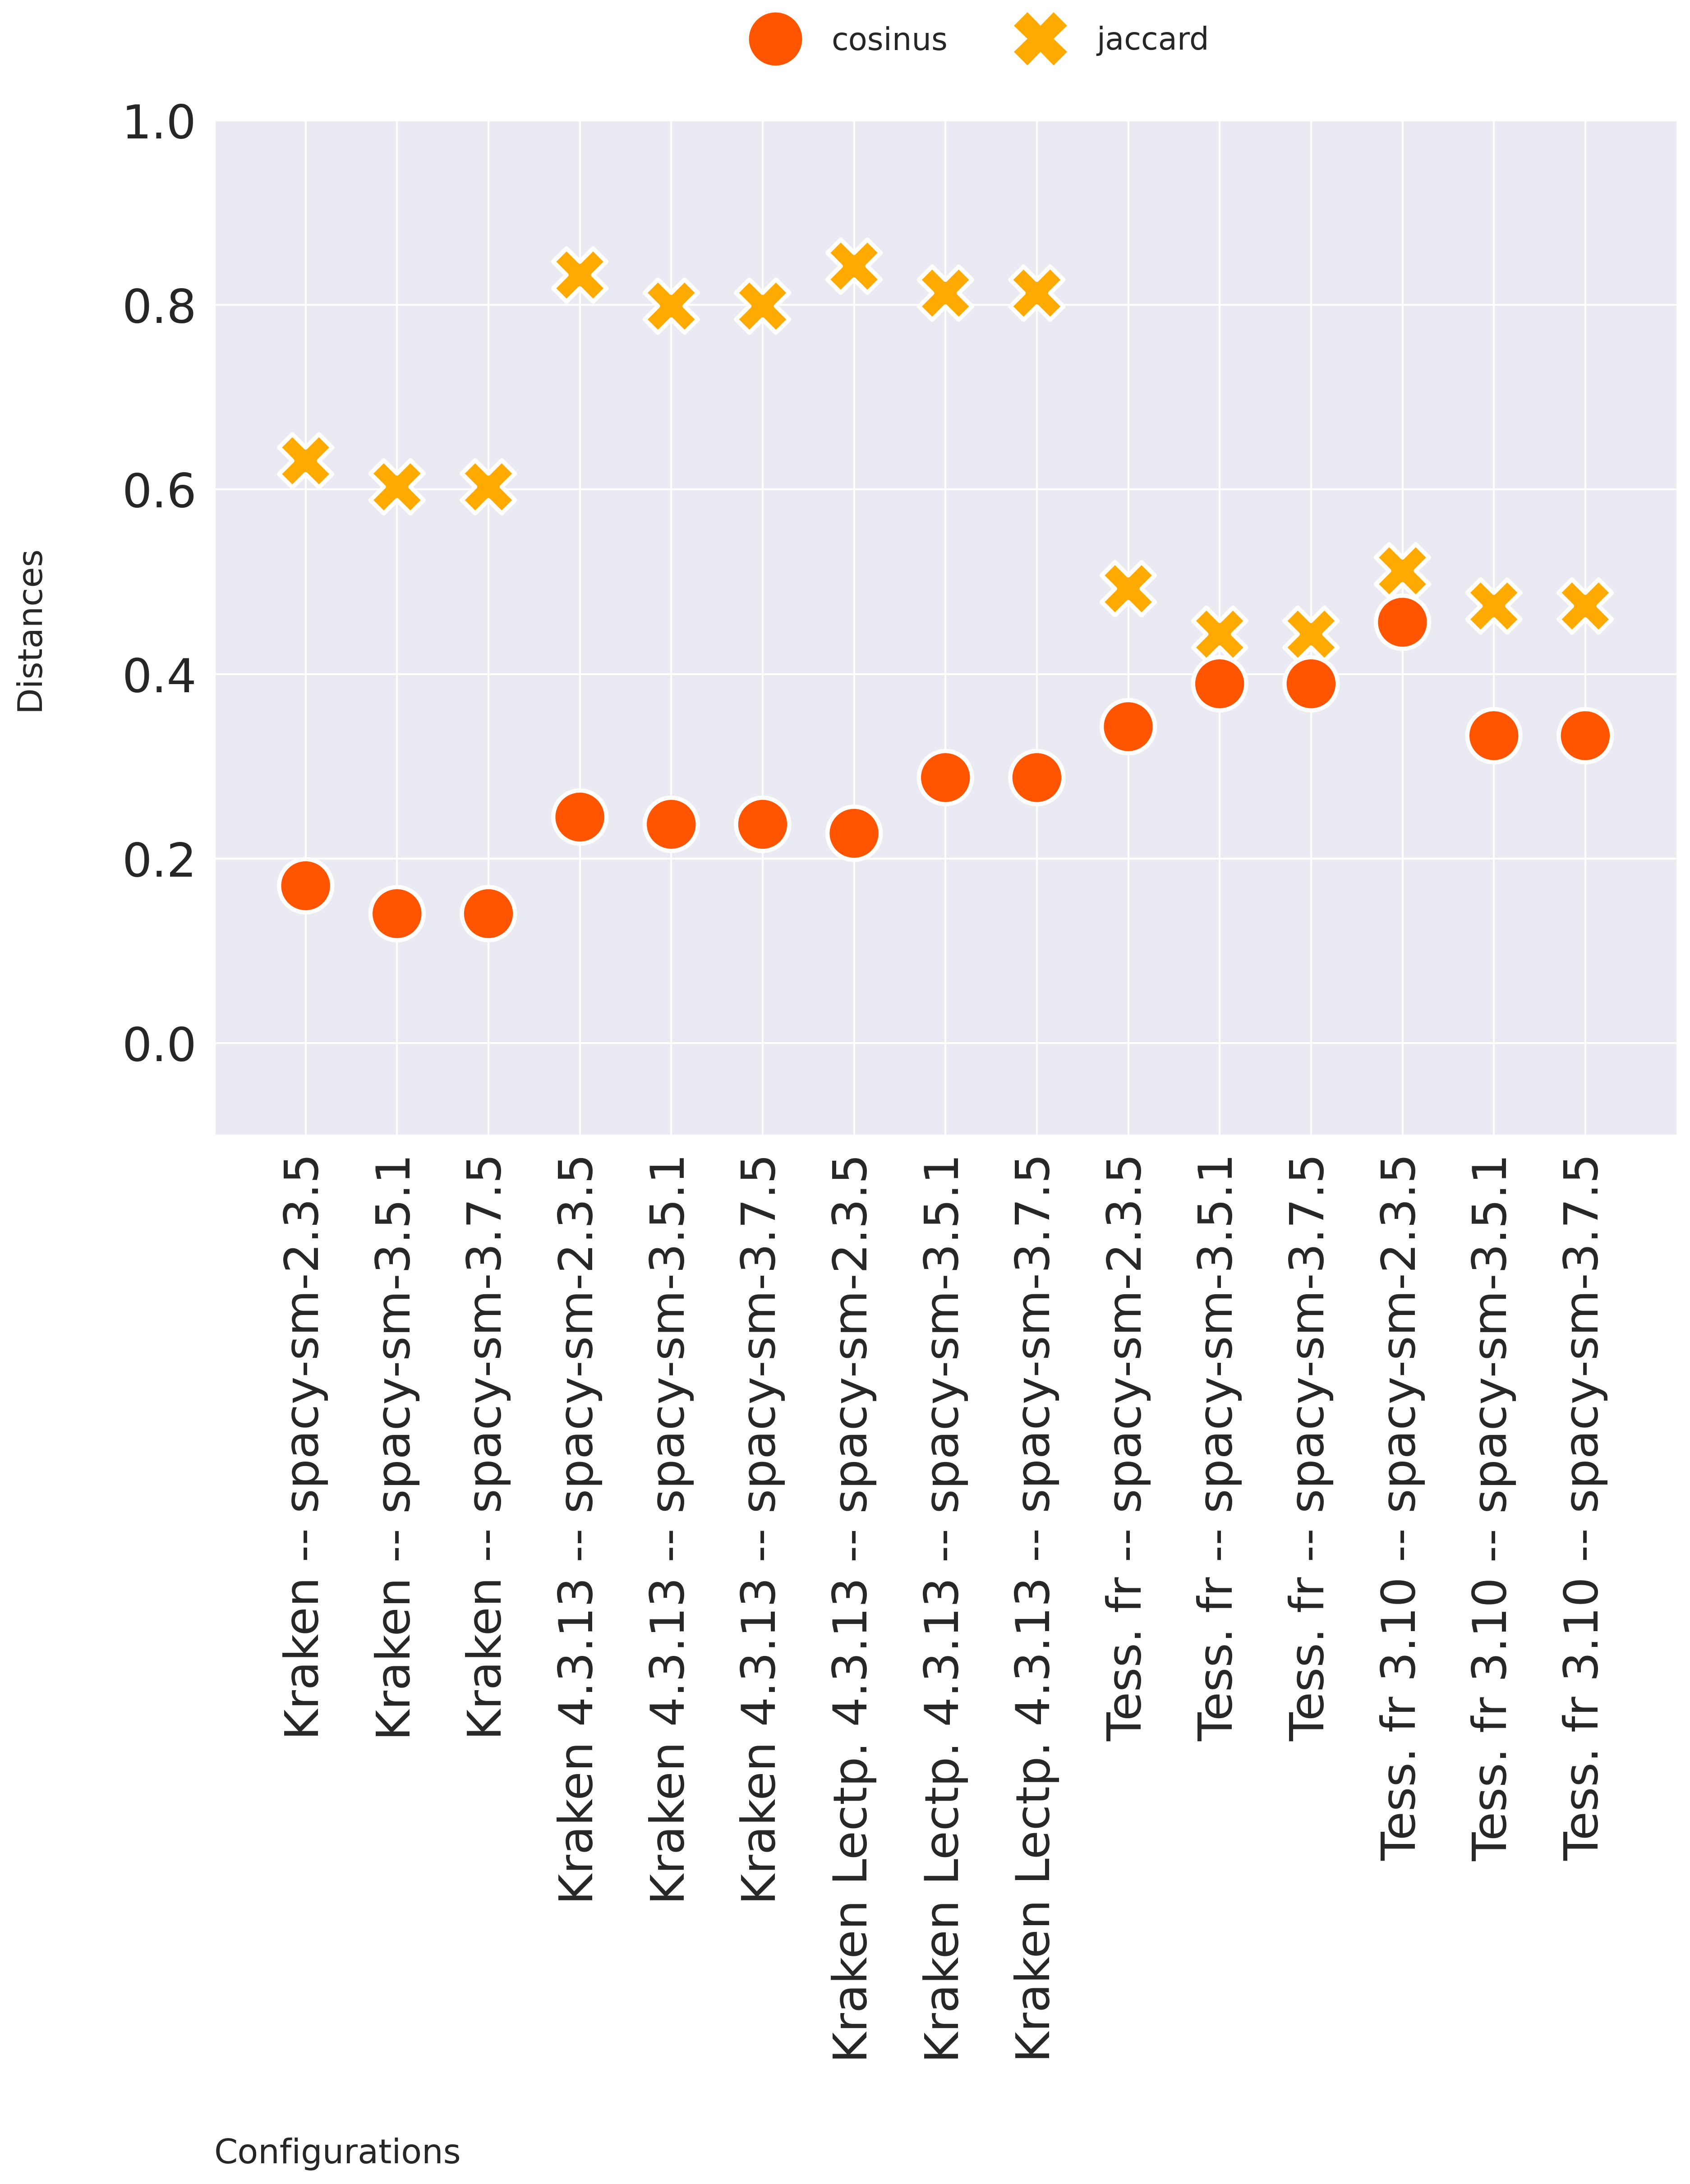 cosinus jaccard
1.0
0.8
0.6
0.4
0.2
0.0
Distances
Kraken -- spacy-sm-2.3.5
Kraken -- spacy-sm-3.5.1
Kraken -- spacy-sm-3.7.5
Kraken 4.3.13 -- spacy-sm-2.3.5
Kraken 4.3.13 -- spacy-sm-3.5.1
Kraken 4.3.13 -- spacy-sm-3.7.5
Kraken Lectp. 4.3.13 -- spacy-sm-2.3.5
Kraken Lectp. 4.3.13 -- spacy-sm-3.5.1
Kraken Lectp. 4.3.13 -- spacy-sm-3.7.5
Tess. fr -- spacy-sm-2.3.5
Tess. fr -- spacy-sm-3.5.1
Tess. fr -- spacy-sm-3.7.5
Tess. fr 3.10 -- spacy-sm-2.3.5
Tess. fr 3.10 -- spacy-sm-3.5.1
Tess. fr 3.10 -- spacy-sm-3.7.5
Configurations